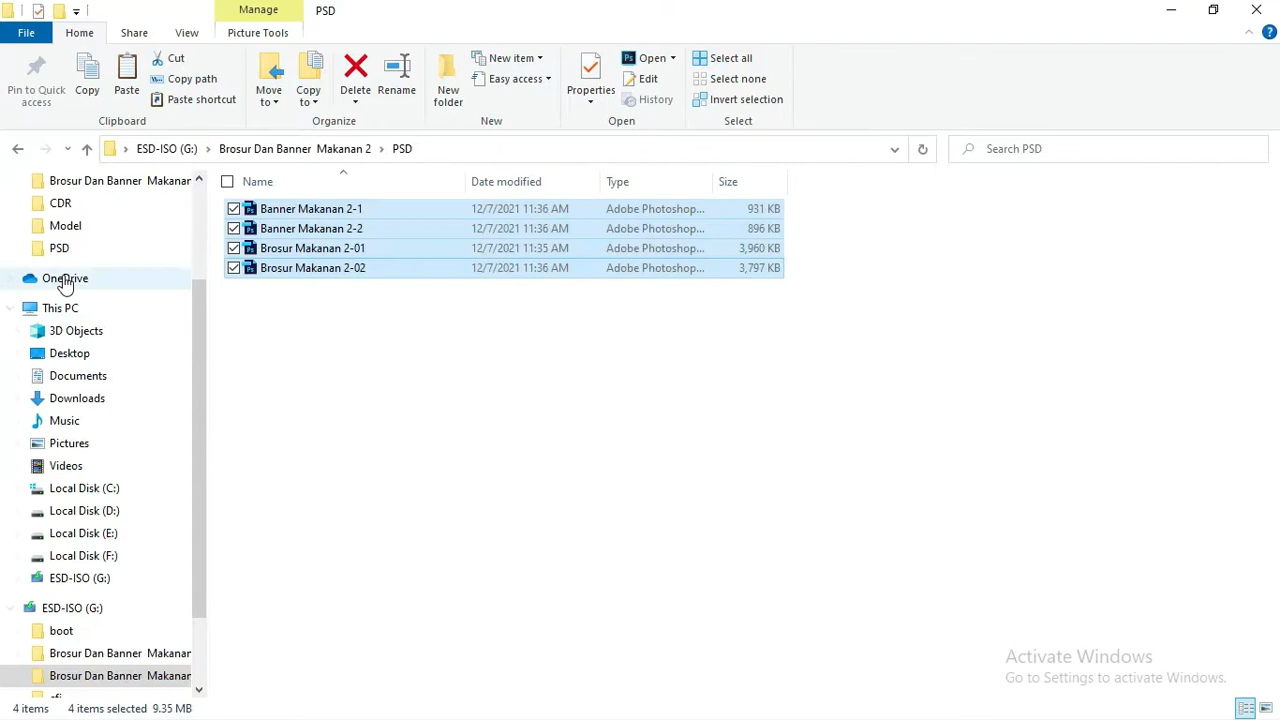 Manage
PSD
File
Home
Share
View
Picture Tools
Pin to Quick access
Copy
Paste
Cut
Copy path
Paste shortcut
Clipboard
Move to
Copy to
Delete
Rename
Organize
New folder
New item
Easy access
New
Properties
Open
Edit
History
Open
Select all
Select none
Invert selection
Select
ESD-ISO (G:) Brosur Dan Banner Makanan 2 PSD
Search PSD
Name Date modified Type Size
Banner Makanan 2-1 12/7/2021 11:36 AM Adobe Photoshop... 931 KB
Banner Makanan 2-2 12/7/2021 11:36 AM Adobe Photoshop... 896 KB
Brosur Makanan 2-01 12/7/2021 11:35 AM Adobe Photoshop... 3,960 KB
Brosur Makanan 2-02 12/7/2021 11:36 AM Adobe Photoshop... 3,797 KB
Brosur Dan Banner Makanan
CDR
Model
PSD
OneDrive
This PC
3D Objects
Desktop
Documents
Downloads
Music
Pictures
Videos
Local Disk (C:)
Local Disk (D:)
Local Disk (E:)
Local Disk (F:)
ESD-ISO (G:)
ESD-ISO (G:)
boot
Brosur Dan Banner Makanan
Brosur Dan Banner Makanan
Activate Windows
Go to Settings to activate Windows.
4 items 4 items selected 9.35 MB